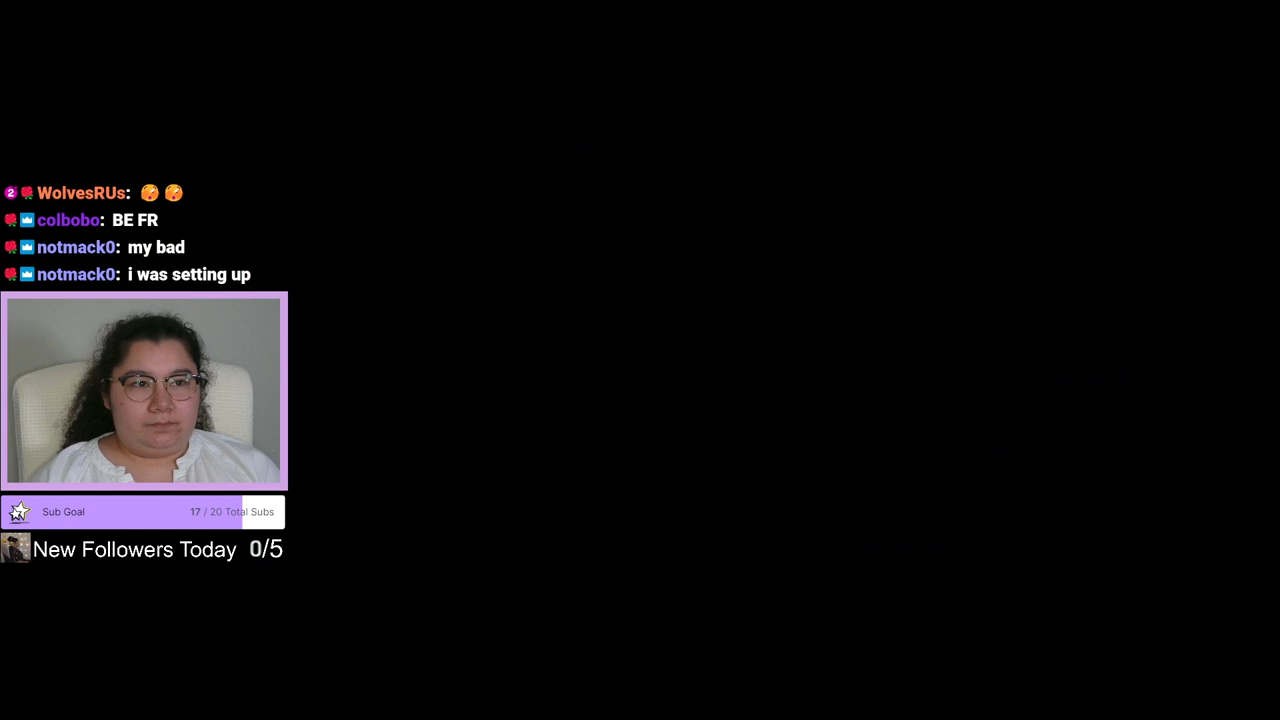 2 WolvesRUs:
colbobo: BE FR
notmack0: my bad
notmack0: i was setting up
Sub Goal 17 / 20 Total Subs
New Followers Today 0/5